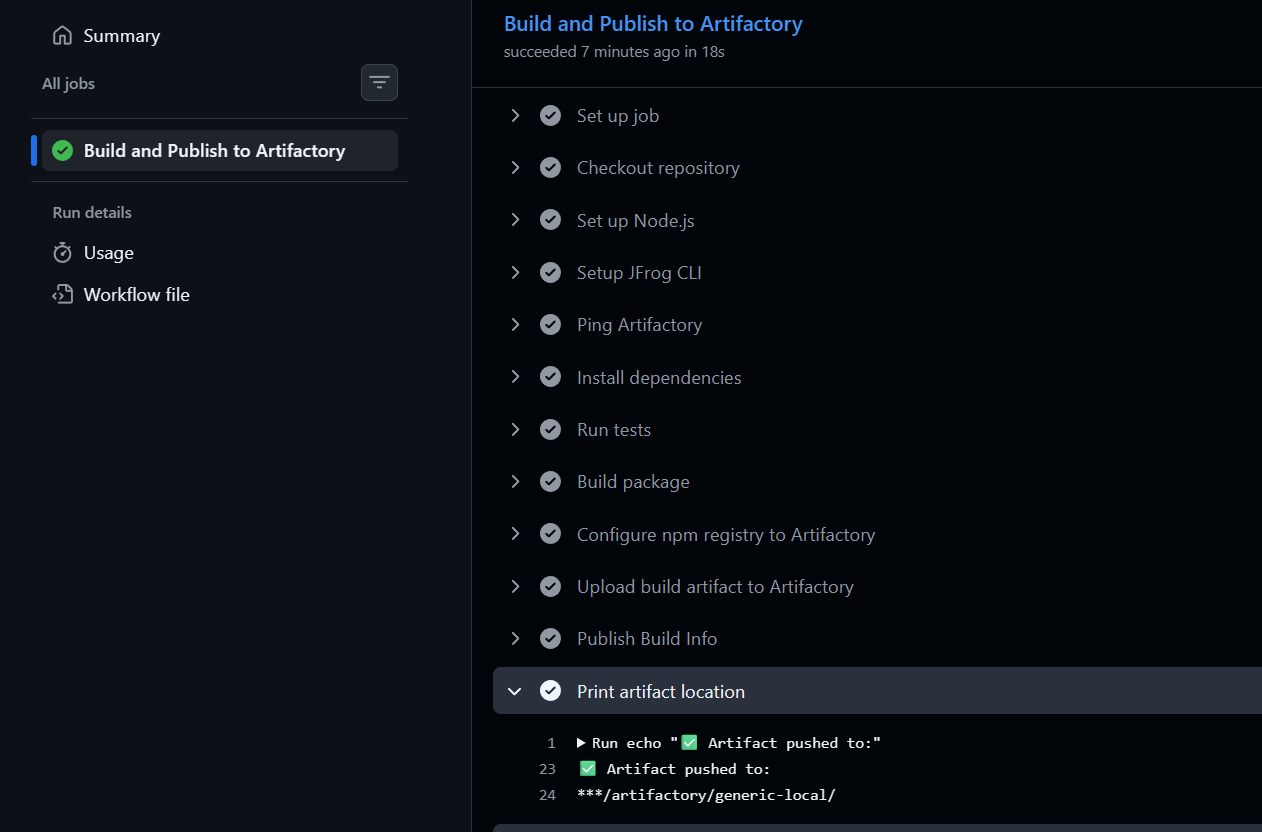 Summary
All jobs
Build and Publish to Artifactory
Run details
Usage
Workflow file
Build and Publish to Artifactory
succeeded 7 minutes ago in 18s
Set up job
Checkout repository
Set up Node.js
Setup JFrog CLI
Ping Artifactory
Install dependencies
Run tests
Build package
Configure npm registry to Artifactory
Upload build artifact to Artifactory
Publish Build Info
Print artifact location
1 ▶ Run echo "✅ Artifact pushed to:"
23 ✅ Artifact pushed to:
24 ***/artifactory/generic-local/